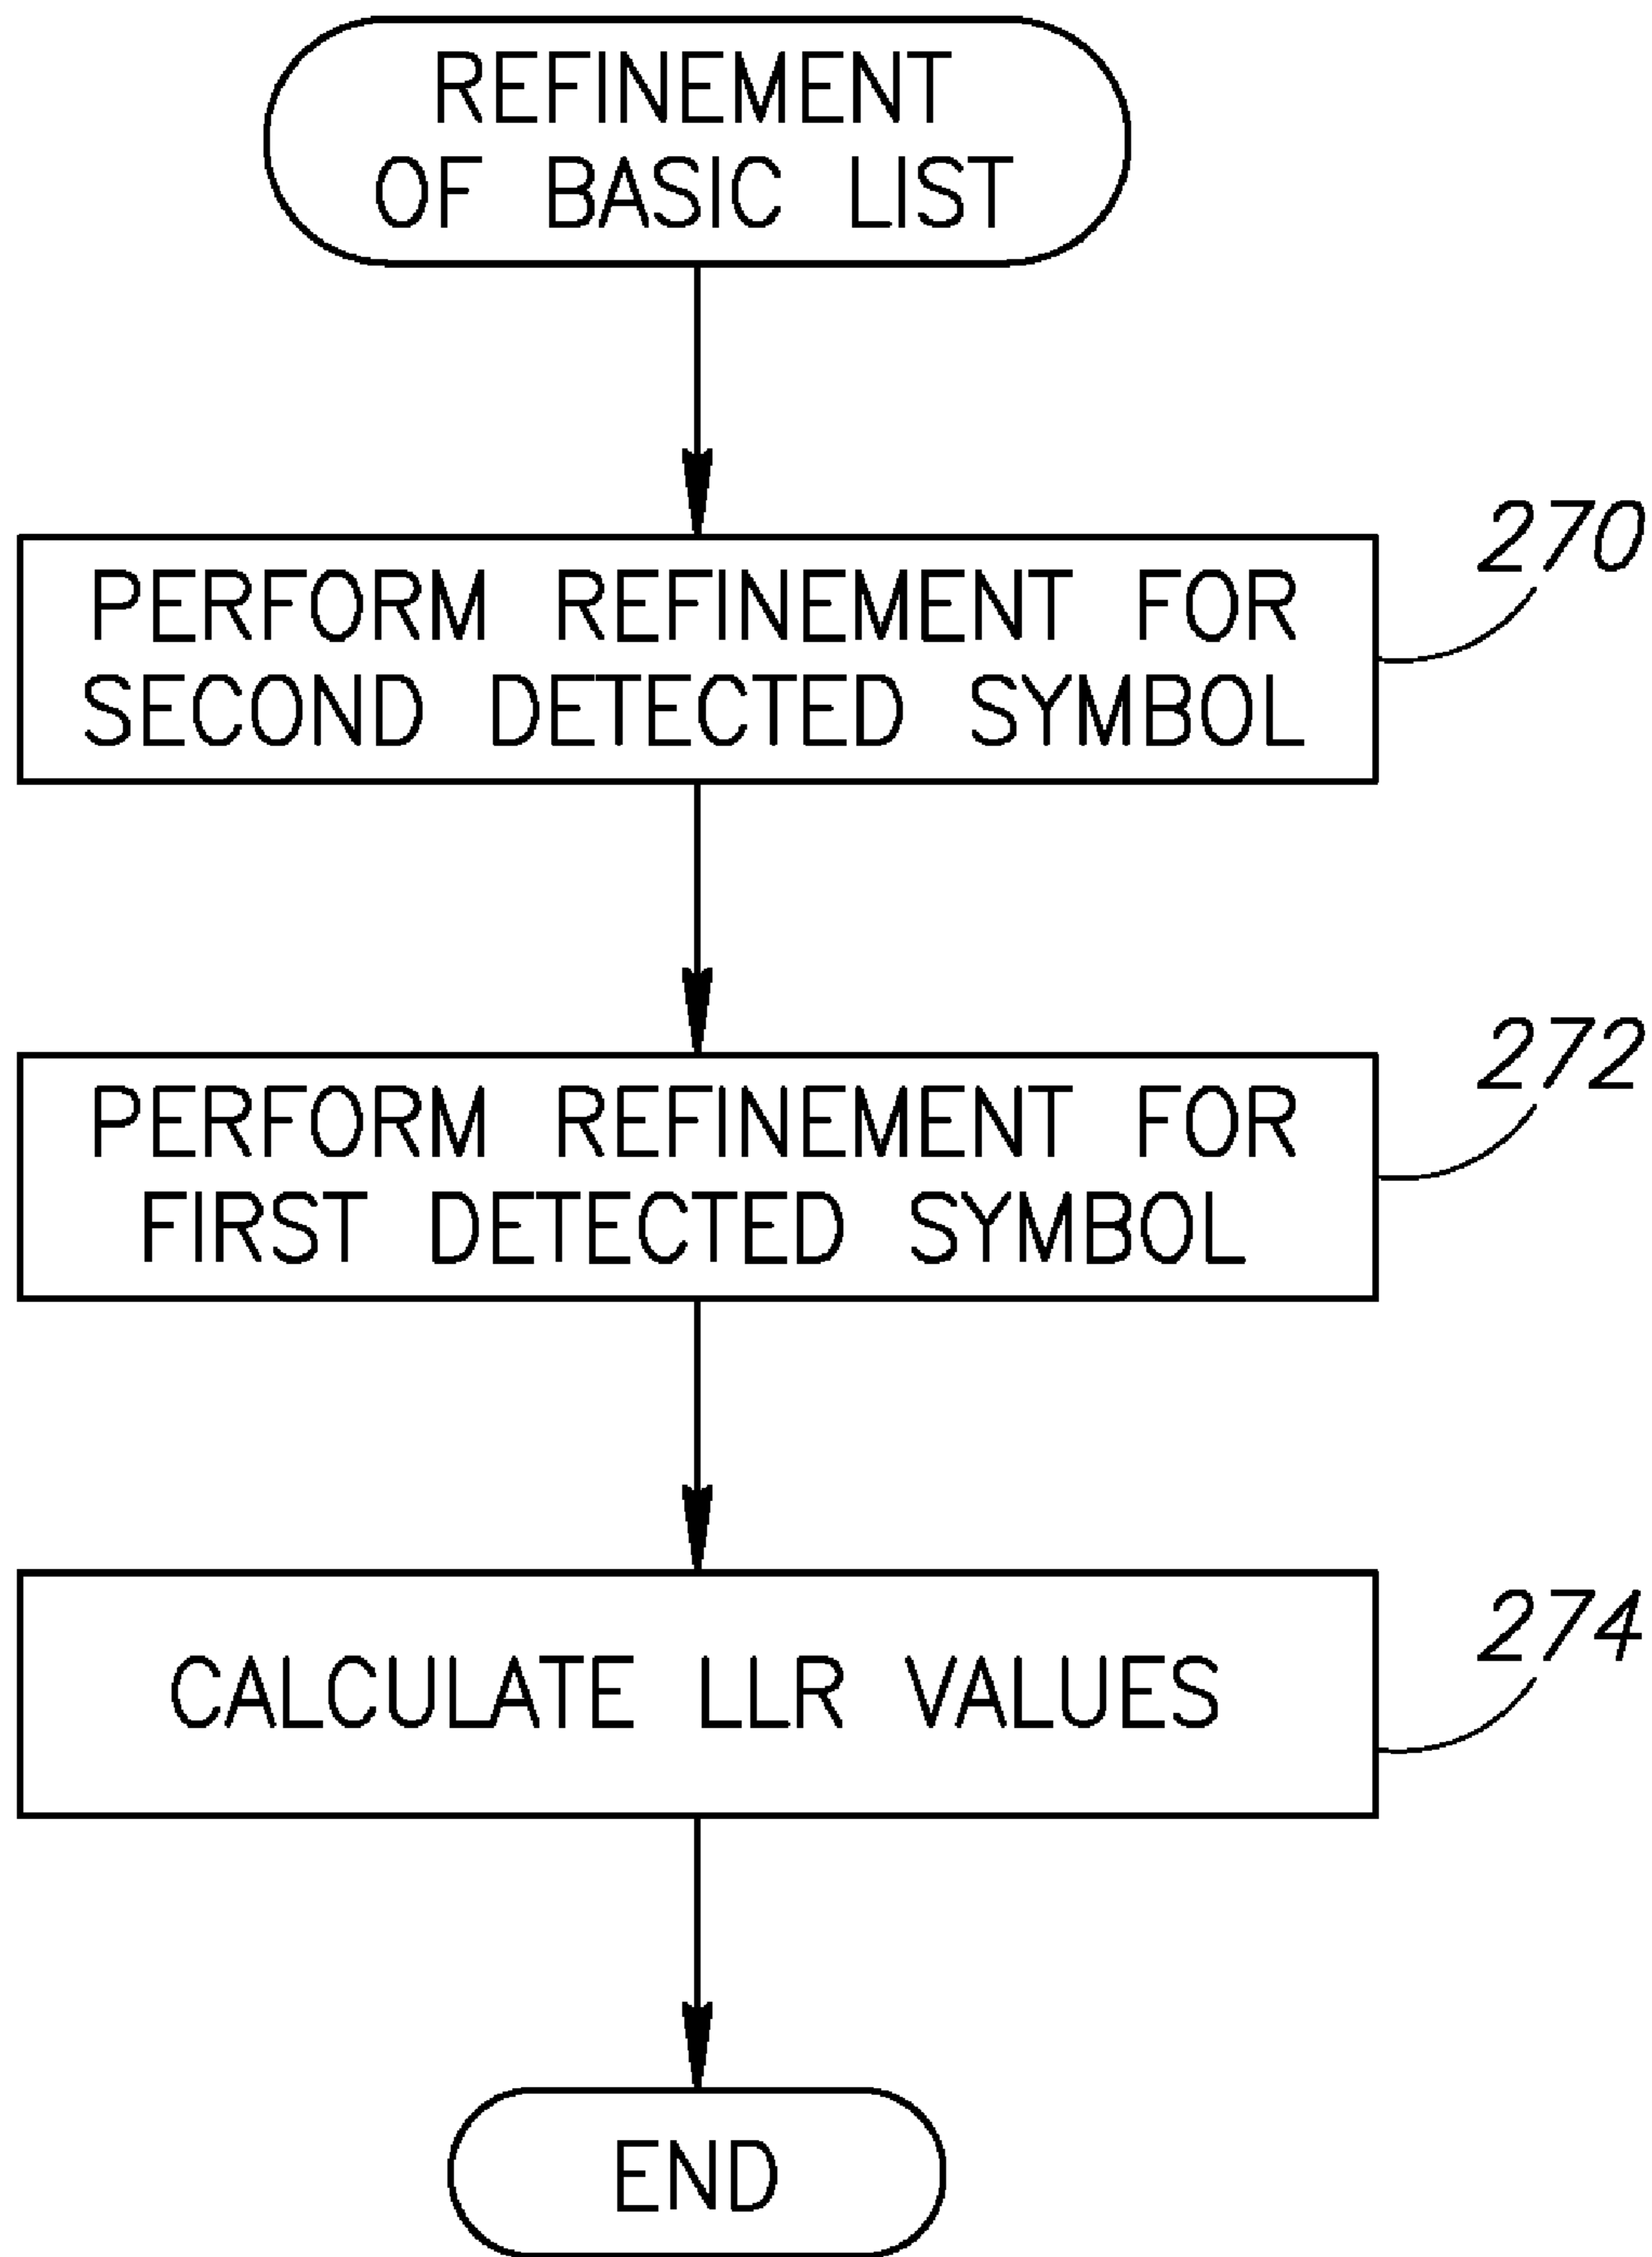 REFINEMENT
OF BASIC LIST
270
PERFORM REFINEMENT FOR
SECOND DETECTED SYMBOL
272
PERFORM REFINEMENT FOR
FIRST DETECTED SYMBOL
274
CALCULATE LLR VALUES
END